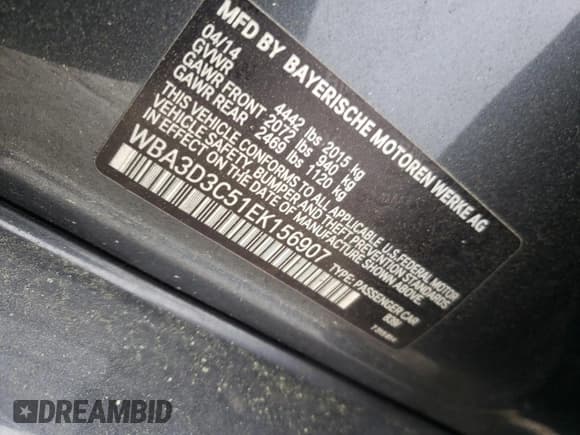 MFD BY BAYERISCHE MOTOREN WERKE AG
04/14
GVWR 4442 lbs 2015 kg
GAWR FRONT 2072 lbs 940 kg
GAWR REAR 2469 lbs 1120 kg
THIS VEHICLE CONFORMS TO ALL APPLICABLE U.S. FEDERAL MOTOR
VEHICLE SAFETY, BUMPER AND THEFT PREVENTION STANDARDS
IN EFFECT ON THE DATE OF MANUFACTURE SHOWN ABOVE.
WBA3D3C51EK156907 TYPE: PASSENGER CAR
DREAMBID